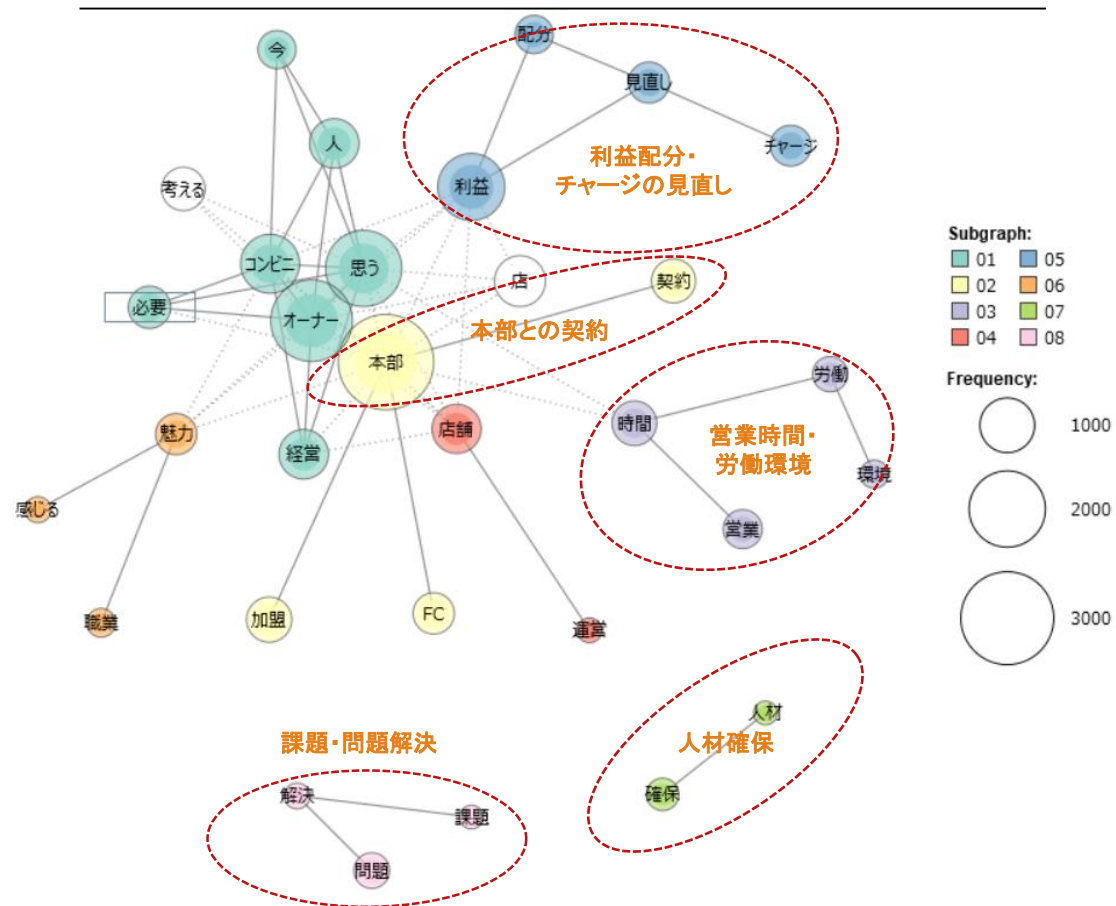 配分
今
見直し
人
チャージ
利益配分・
チャージの見直し
考える
利益
Subgraph:
01
05
02
06
03
07
04
08
コンビニ
思う
店
契約
必要
オーナー
本部との契約
本部
Frequency:
1000
2000
3000
労働
時間
営業時間・
労働環境
魅力
店舗
経営
環境
感じる
営業
職業
加盟
FC
運営
人材
人材確保
確保
課題・問題解決
解決
課題
問題